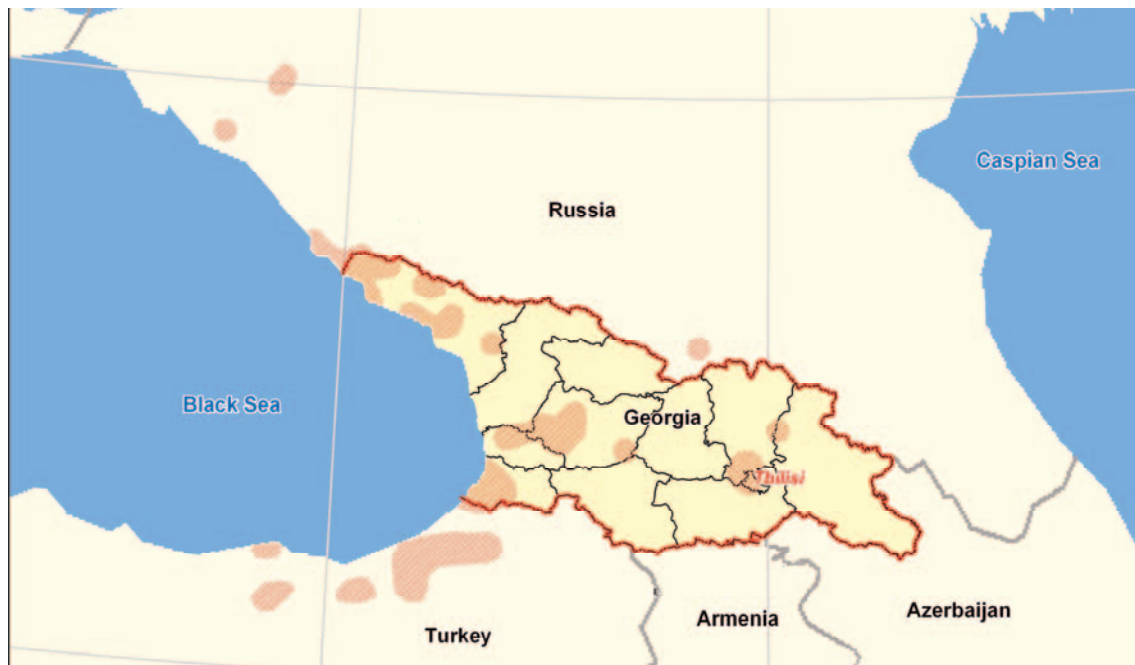 Caspian Sea
Russia
Black Sea
Georgia
Tbilisi
Armenia
Azerbaijan
Turkey